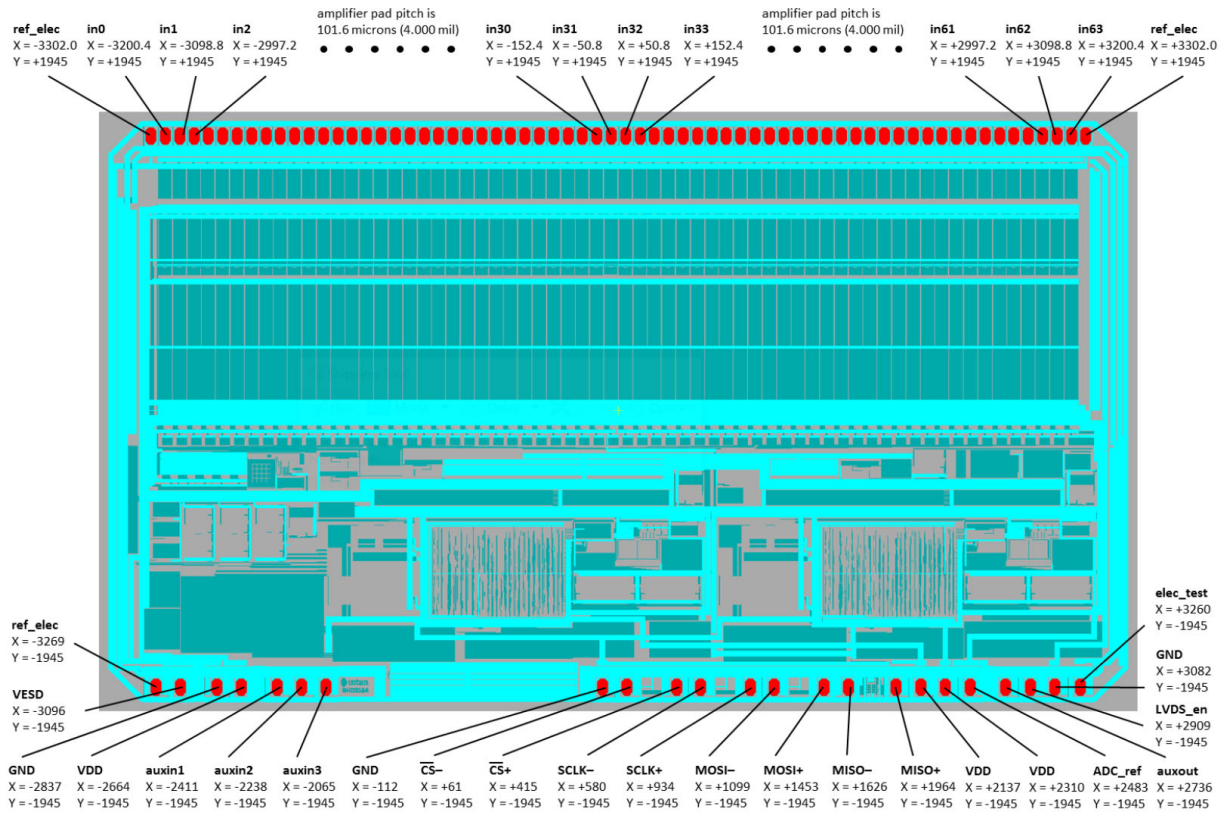 ref_elec
X = -3302.0
Y = +1945
in0
X = -3200.4
Y = +1945
in1
X = -3098.8
Y = +1945
in2
X = -2997.2
Y = +1945
amplifier pad pitch is
101.6 microns (4.000 mil)
in30
X = -152.4
Y = +1945
in31
X = -50.8
Y = +1945
in32
X = +50.8
Y = +1945
in33
X = +152.4
Y = +1945
amplifier pad pitch is
101.6 microns (4.000 mil)
in61
X = +2997.2
Y = +1945
in62
X = +3098.8
Y = +1945
in63
X = +3200.4
Y = +1945
ref_elec
X = +3302.0
Y = +1945
elec_test
X = +3260
Y = -1945
ref_elec
X = -3269
Y = -1945
GND
X = +3082
Y = -1945
VESD
X = -3096
Y = -1945
LVDS_en
X = +2909
Y = -1945
GND
X = -2837
Y = -1945
VDD
X = -2664
Y = -1945
auxin1
X = -2411
Y = -1945
auxin2
X = -2238
Y = -1945
auxin3
X = -2065
Y = -1945
GND
X = -112
Y = -1945
C̅S̅−
X = +61
Y = -1945
C̅S̅+
X = +415
Y = -1945
SCLK−
X = +580
Y = -1945
SCLK+
X = +934
Y = -1945
MOSI−
X = +1099
Y = -1945
MOSI+
X = +1453
Y = -1945
MISO−
X = +1626
Y = -1945
MISO+
X = +1964
Y = -1945
VDD
X = +2137
Y = -1945
VDD
X = +2310
Y = -1945
ADC_ref
X = +2483
Y = -1945
auxout
X = +2736
Y = -1945